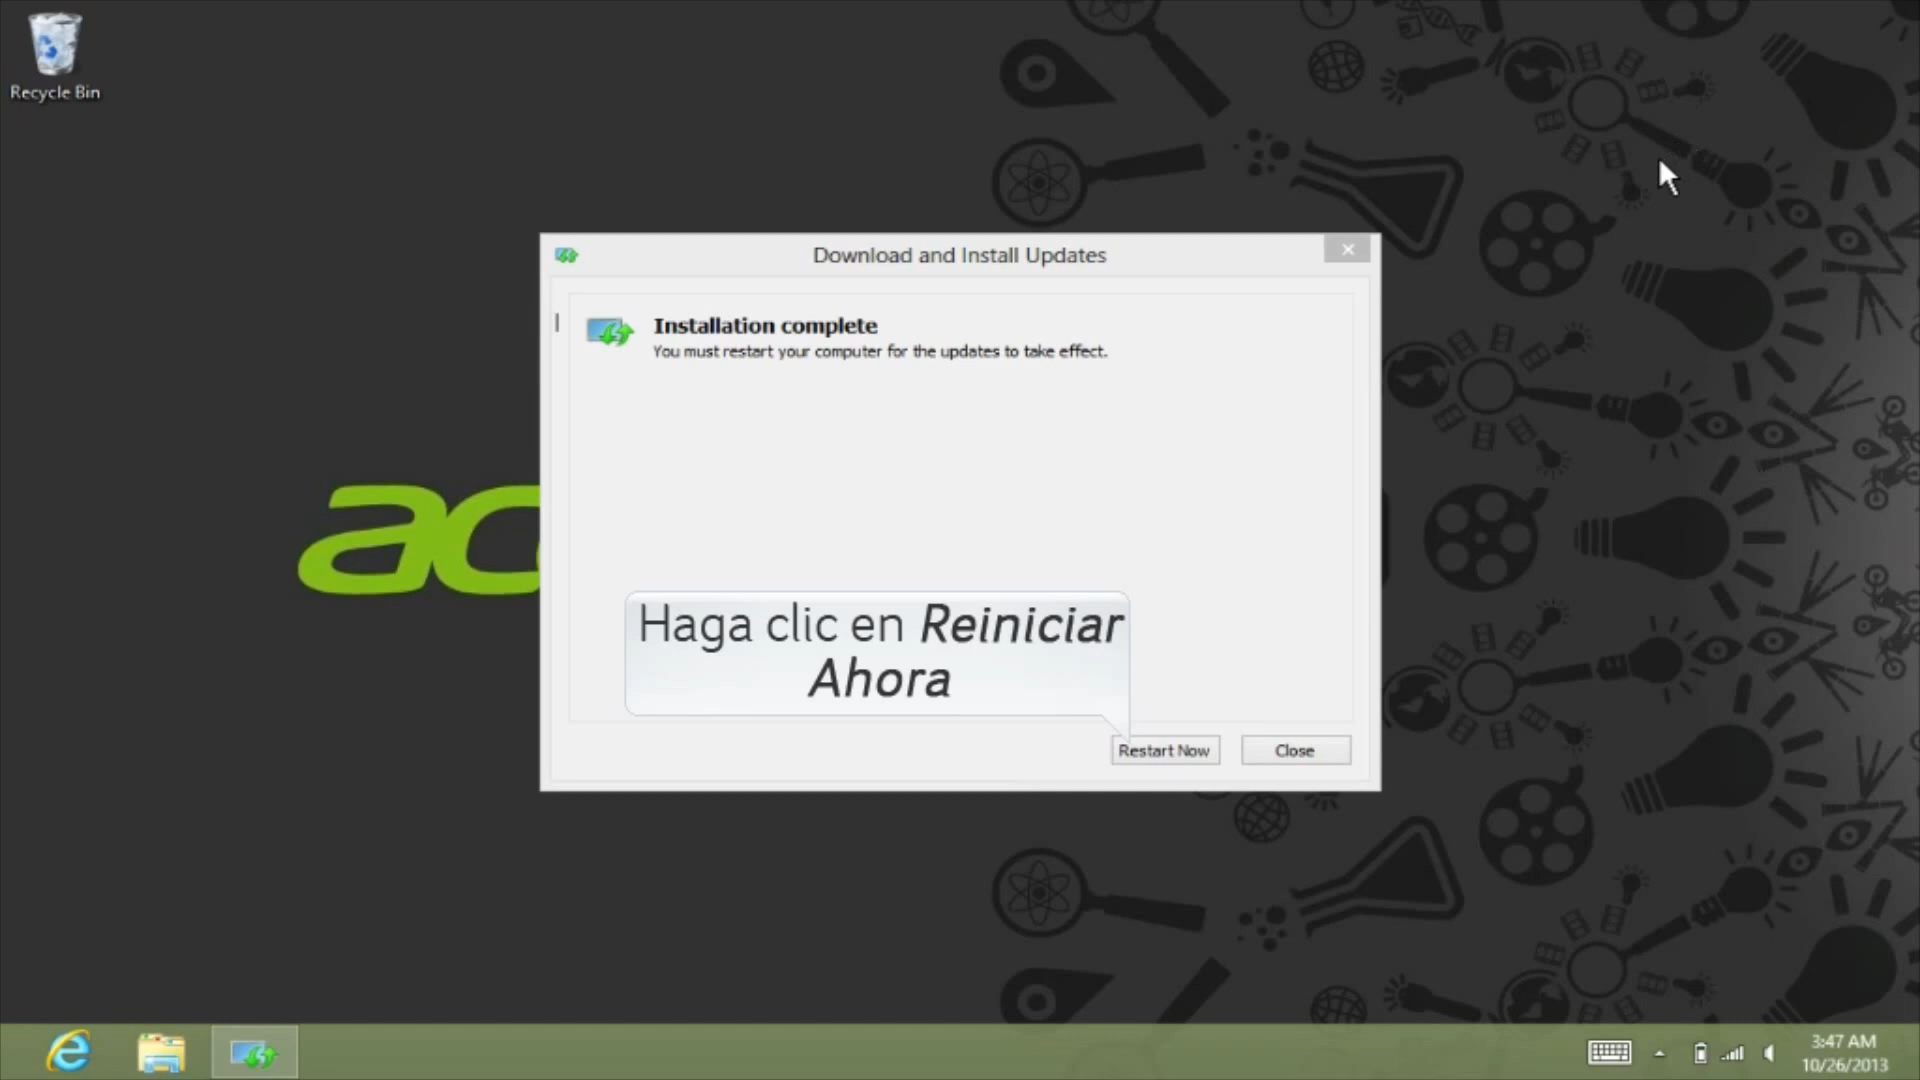 Recycle Bin
Download and Install Updates
Installation complete
You must restart your computer for the updates to take effect.
Haga clic en Reiniciar
Ahora
Restart Now
Close
3:47 AM
10/26/2013